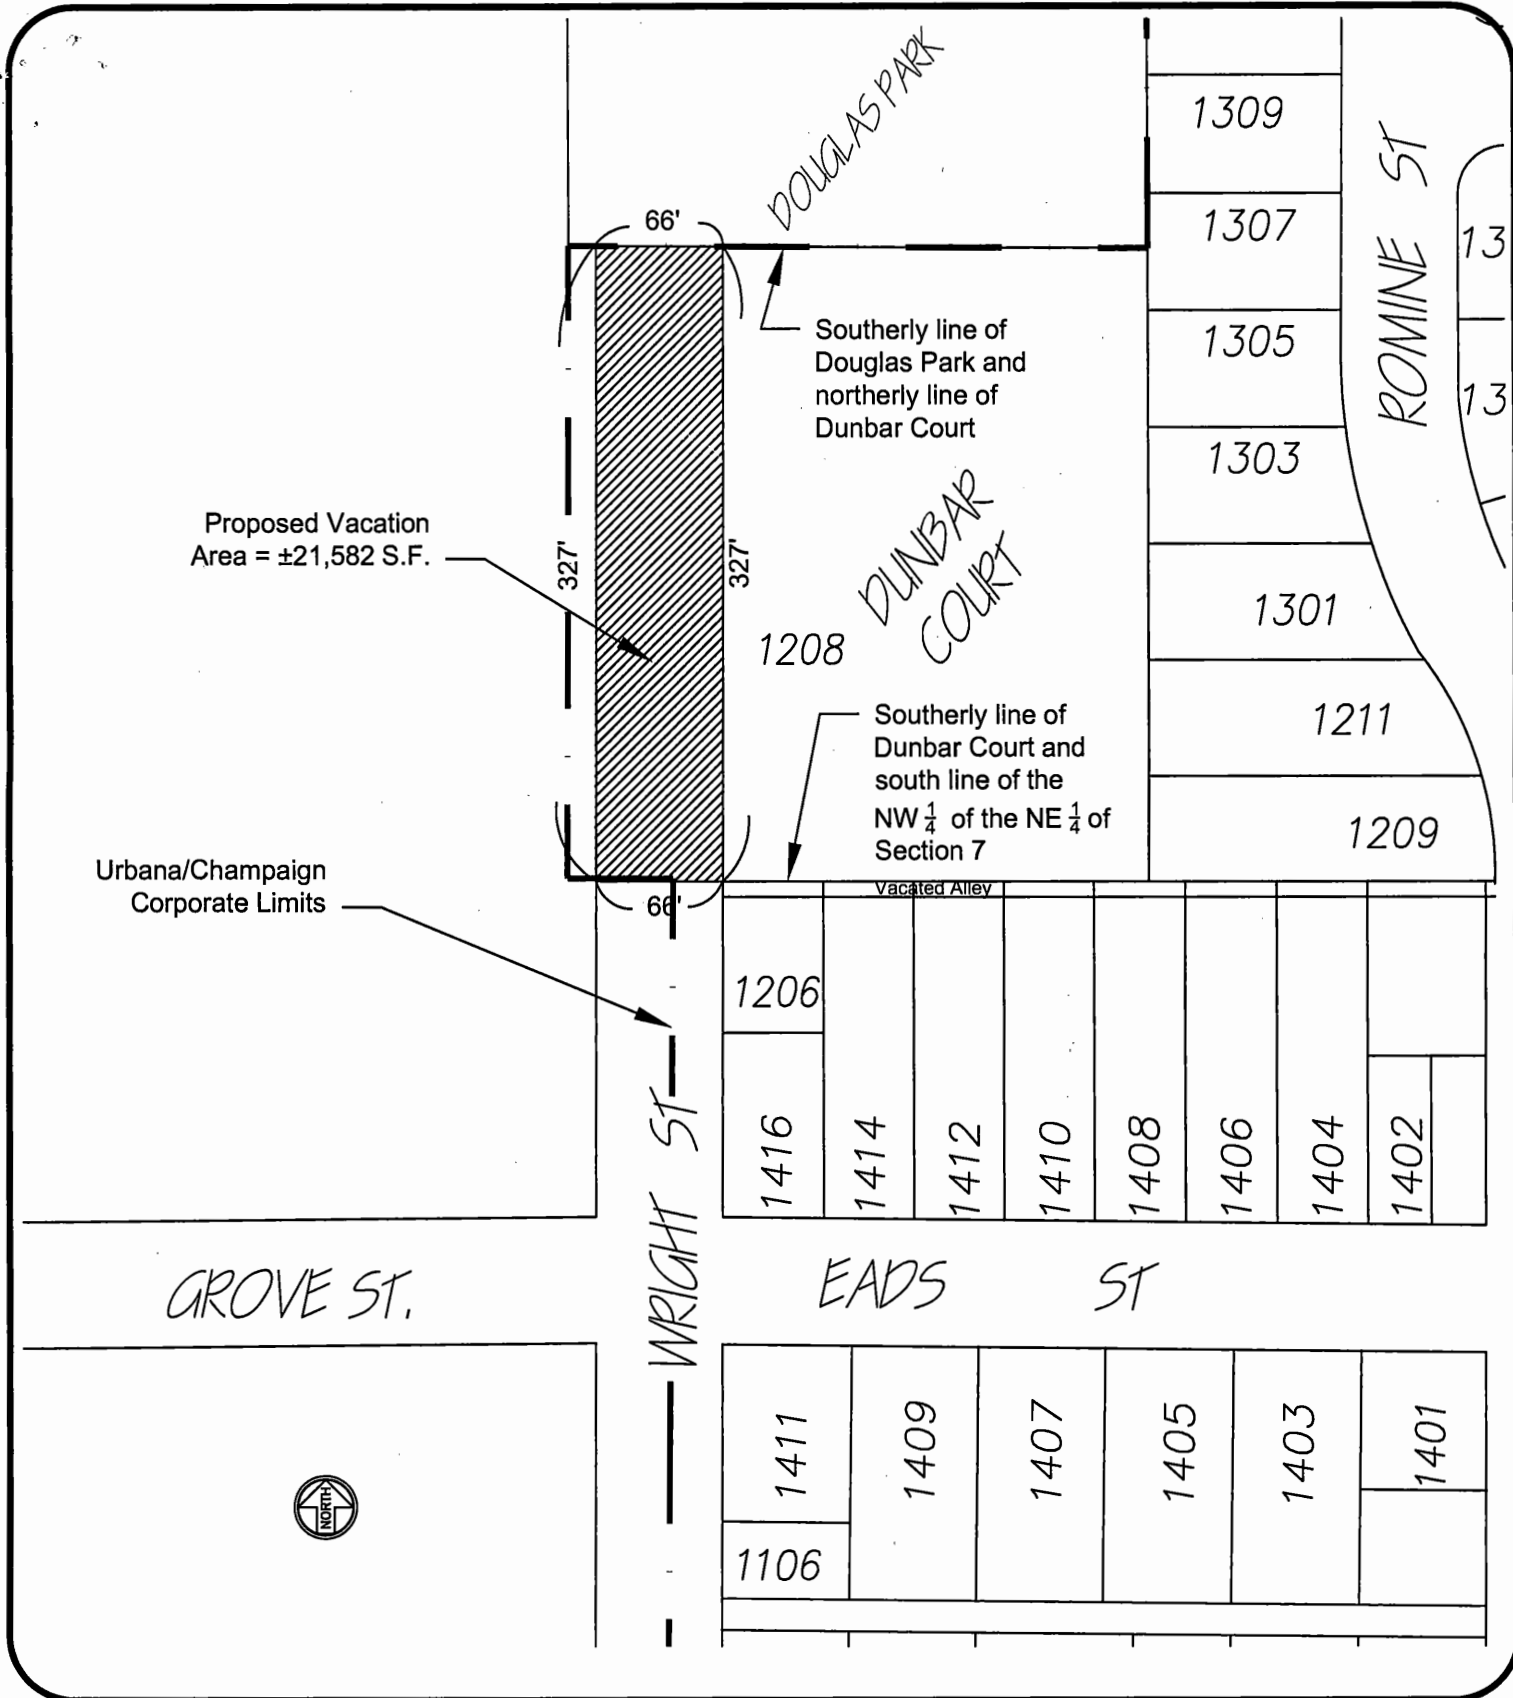 DOUGLAS PARK
1309
1307
1305
1303
1301
1211
1209
ROMINE ST
13
13
66'
Southerly line of
Douglas Park and
northerly line of
Dunbar Court
Proposed Vacation
Area = ±21,582 S.F.
327'
327'
DUNBAR
COURT
1208
Southerly line of
Dunbar Court and
south line of the
NW 1/4 of the NE 1/4 of
Section 7
Urbana/Champaign
Corporate Limits
66'
Vacated Alley
1206
1416
1414
1412
1410
1408
1406
1404
1402
WRIGHT ST
GROVE ST.
EADS ST
1411
1409
1407
1405
1403
1401
1106
NORTH